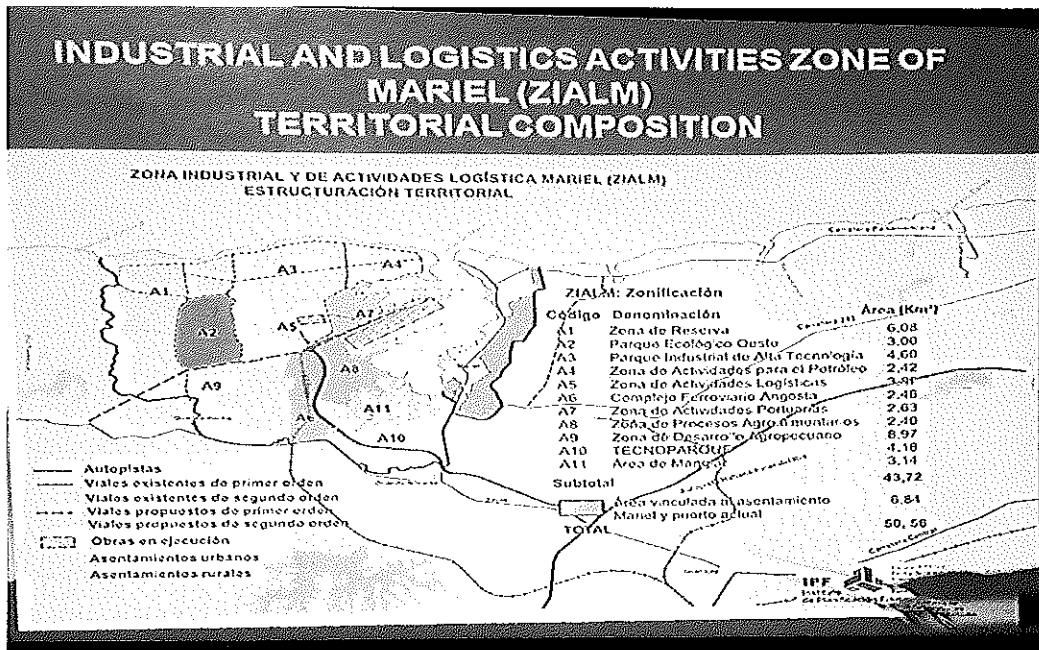 INDUSTRIAL AND LOGISTICS ACTIVITIES ZONE OF
MARIEL (ZIALM)
TERRITORIAL COMPOSITION
ZONA INDUSTRIAL Y DE ACTIVIDADES LOGÍSTICA MARIEL (ZIALM)
ESTRUCTURACIÓN TERRITORIAL
A1
A2
A3
A4
A5
A7
A8
A9
A6
A11
A10
ZIALM: Zonificación
Código Denominación Área (Km²)
A1 Zona de Reserva 6.08
A2 Parque Ecológico Oeste 3.00
A3 Parque Industrial de Alta Tecnología 4.60
A4 Zona de Actividades para el Petróleo 2.42
A5 Zona de Actividades Logísticas
A6 Complejo Ferroviario Angosta 2.46
A7 Zona de Actividades Portuarias 2.63
A8 Zona de Procesos Agroalimentarios 2.40
A9 Zona de Desarrollo Agropecuario 8.97
A10 TECNOPARQUE 4.16
A11 Área de Manglar 3.14
Subtotal 43,72
Área vinculada al asentamiento 6.84
Mariel y puerto actual
TOTAL 50, 56
Autopistas
Viales existentes de primer orden
Viales existentes de segundo orden
Viales propuestos de primer orden
Viales propuestos de segundo orden
Obras en ejecución
Asentamientos urbanos
Asentamientos rurales
Carretera Central
IPF